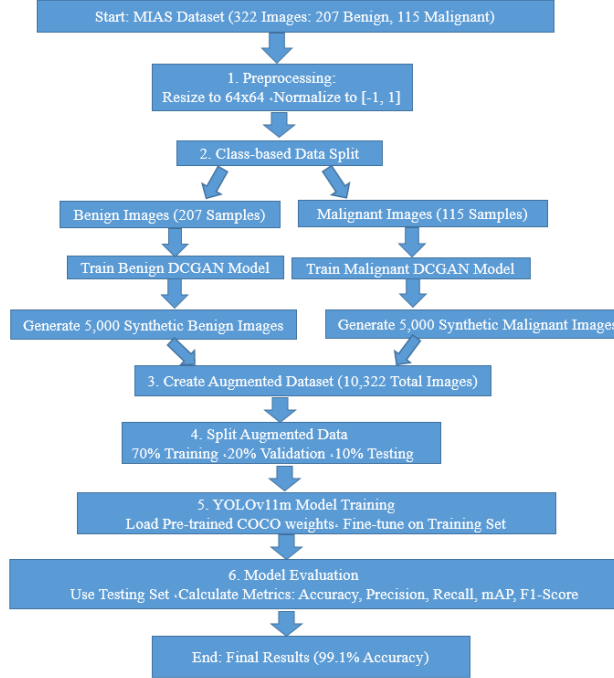 Start: MIAS Dataset (322 Images: 207 Benign, 115 Malignant)
1. Preprocessing:
Resize to 64x64 ·Normalize to [-1, 1]
2. Class-based Data Split
Benign Images (207 Samples)
Malignant Images (115 Samples)
Train Benign DCGAN Model
Train Malignant DCGAN Model
Generate 5,000 Synthetic Benign Images
Generate 5,000 Synthetic Malignant Images
3. Create Augmented Dataset (10,322 Total Images)
4. Split Augmented Data
70% Training ·20% Validation ·10% Testing
5. YOLOv11m Model Training
Load Pre-trained COCO weights· Fine-tune on Training Set
6. Model Evaluation
Use Testing Set ·Calculate Metrics: Accuracy, Precision, Recall, mAP, F1-Score
End: Final Results (99.1% Accuracy)